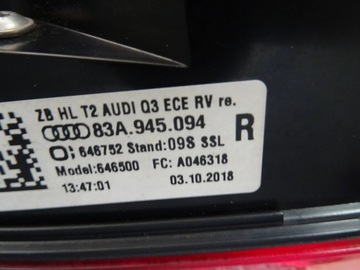 ZB HL T2 AUDI Q3 ECE RV re.
83A.945.094 R
646752 Stand:09S SSL
Model:646500 FC: A046318
13:47:01 03.10.2018